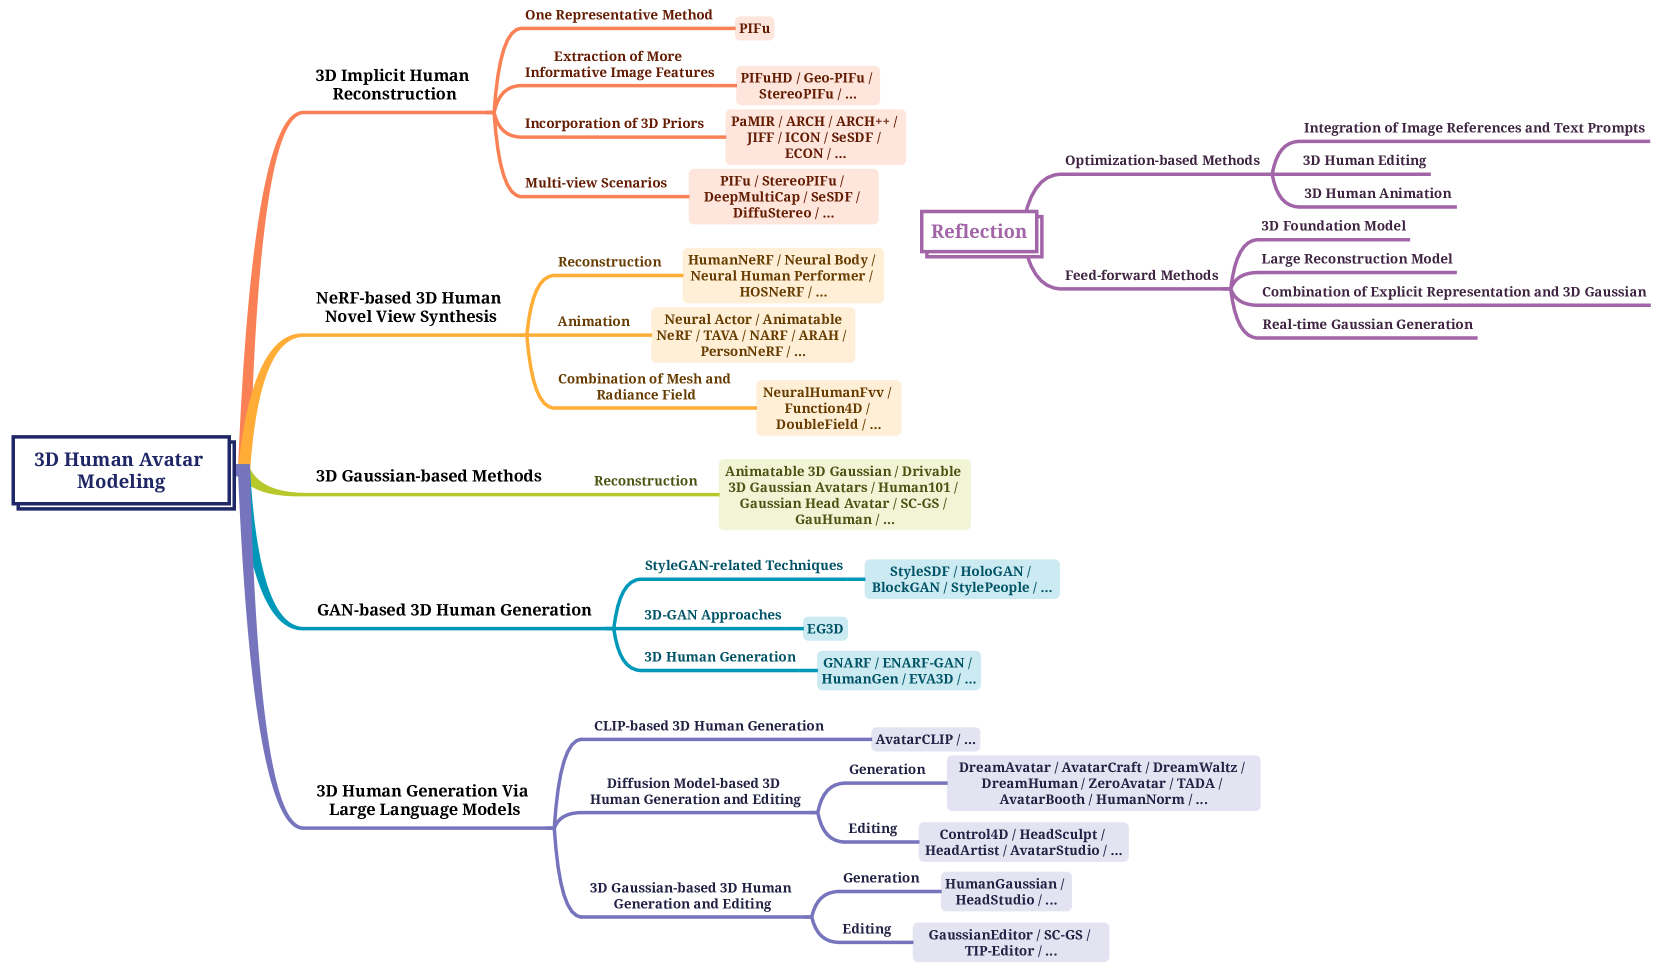 3D Human Avatar
Modeling
3D Implicit Human
Reconstruction
One Representative Method
PIFu
Extraction of More
Informative Image Features
PIFuHD / Geo-PIFu /
StereoPIFu / ...
Incorporation of 3D Priors
PaMIR / ARCH / ARCH++ /
JIFF / ICON / SeSDF /
ECON / ...
Multi-view Scenarios
PIFu / StereoPIFu /
DeepMultiCap / SeSDF /
DiffuStereo / ...
NeRF-based 3D Human
Novel View Synthesis
Reconstruction
HumanNeRF / Neural Body /
Neural Human Performer /
HOSNeRF / ...
Animation
Neural Actor / Animatable
NeRF / TAVA / NARF / ARAH /
PersonNeRF / ...
Combination of Mesh and
Radiance Field
NeuralHumanFvv /
Function4D /
DoubleField / ...
3D Gaussian-based Methods
Reconstruction
Animatable 3D Gaussian / Drivable
3D Gaussian Avatars / Human101 /
Gaussian Head Avatar / SC-GS /
GauHuman / ...
GAN-based 3D Human Generation
StyleGAN-related Techniques
StyleSDF / HoloGAN /
BlockGAN / StylePeople / ...
3D-GAN Approaches
EG3D
3D Human Generation
GNARF / ENARF-GAN /
HumanGen / EVA3D / ...
3D Human Generation Via
Large Language Models
CLIP-based 3D Human Generation
AvatarCLIP / ...
Diffusion Model-based 3D
Human Generation and Editing
Generation
DreamAvatar / AvatarCraft / DreamWaltz /
DreamHuman / ZeroAvatar / TADA /
AvatarBooth / HumanNorm / ...
Editing
Control4D / HeadSculpt /
HeadArtist / AvatarStudio / ...
3D Gaussian-based 3D Human
Generation and Editing
Generation
HumanGaussian /
HeadStudio / ...
Editing
GaussianEditor / SC-GS /
TIP-Editor / ...
Reflection
Optimization-based Methods
Integration of Image References and Text Prompts
3D Human Editing
3D Human Animation
Feed-forward Methods
3D Foundation Model
Large Reconstruction Model
Combination of Explicit Representation and 3D Gaussian
Real-time Gaussian Generation